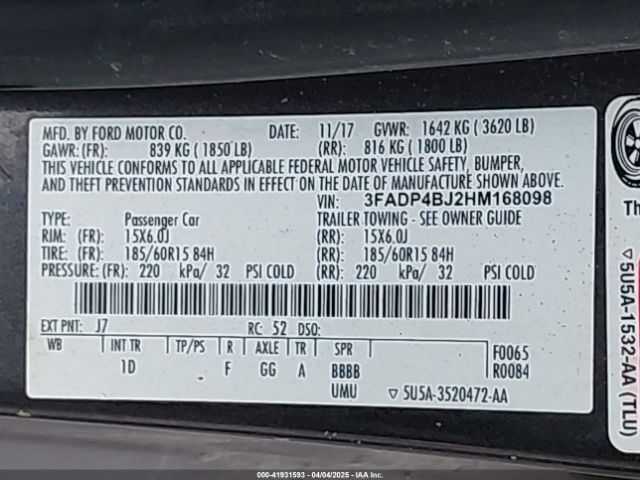 MFD. BY FORD MOTOR CO. DATE: 11/17 GVWR: 1642 KG ( 3620 LB)
GAWR: (FR): 839 KG ( 1850 LB) (RR): 816 KG ( 1800 LB)
THIS VEHICLE CONFORMS TO ALL APPLICABLE FEDERAL MOTOR VEHICLE SAFETY, BUMPER,
AND THEFT PREVENTION STANDARDS IN EFFECT ON THE DATE OF MANUFACTURE SHOWN ABOVE.
VIN: 3FADP4BJ2HM168098
TYPE: Passenger Car TRAILER TOWING - SEE OWNER GUIDE
RIM: (FR): 15X6.0J (RR): 15X6.0J
TIRE: (FR): 185/60R15 84H (RR): 185/60R15 84H
PRESSURE: (FR): 220 kPa/ 32 PSI COLD (RR): 220 kPa/ 32 PSI COLD
EXT PNT: J7 RC: 52 DSO:
WB INT TR TP/PS R AXLE TR SPR F0065
1D F GG A BBBB R0084
UMU ▽ 5U5A-3520472-AA
Th
▽ 5U5A-1532-AA (TLU)
000-41931593 - 04/04/2025 - IAAI, Inc.